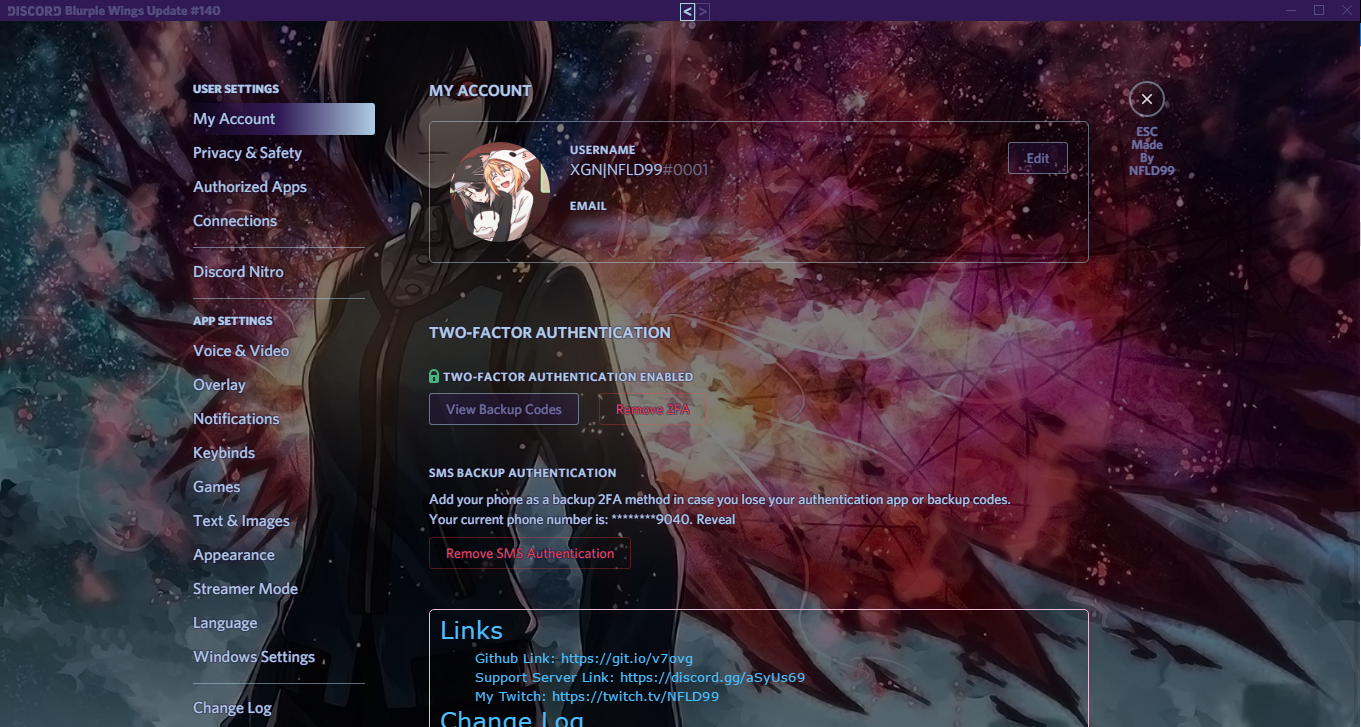 DISCORD Blurple Wings Update #140
< >
USER SETTINGS
My Account
Privacy & Safety
Authorized Apps
Connections
Discord Nitro
APP SETTINGS
Voice & Video
Overlay
Notifications
Keybinds
Games
Text & Images
Appearance
Streamer Mode
Language
Windows Settings
Change Log
MY ACCOUNT
USERNAME
XGN|NFLD99#0001
Edit
EMAIL
ESC
Made
By
NFLD99
TWO-FACTOR AUTHENTICATION
TWO-FACTOR AUTHENTICATION ENABLED
View Backup Codes
Remove 2FA
SMS BACKUP AUTHENTICATION
Add your phone as a backup 2FA method in case you lose your authentication app or backup codes.
Your current phone number is: ********9040. Reveal
Remove SMS Authentication
Links
Github Link: https://git.io/v7ovg
Support Server Link: https://discord.gg/aSyUs69
My Twitch: https://twitch.tv/NFLD99
Change Log